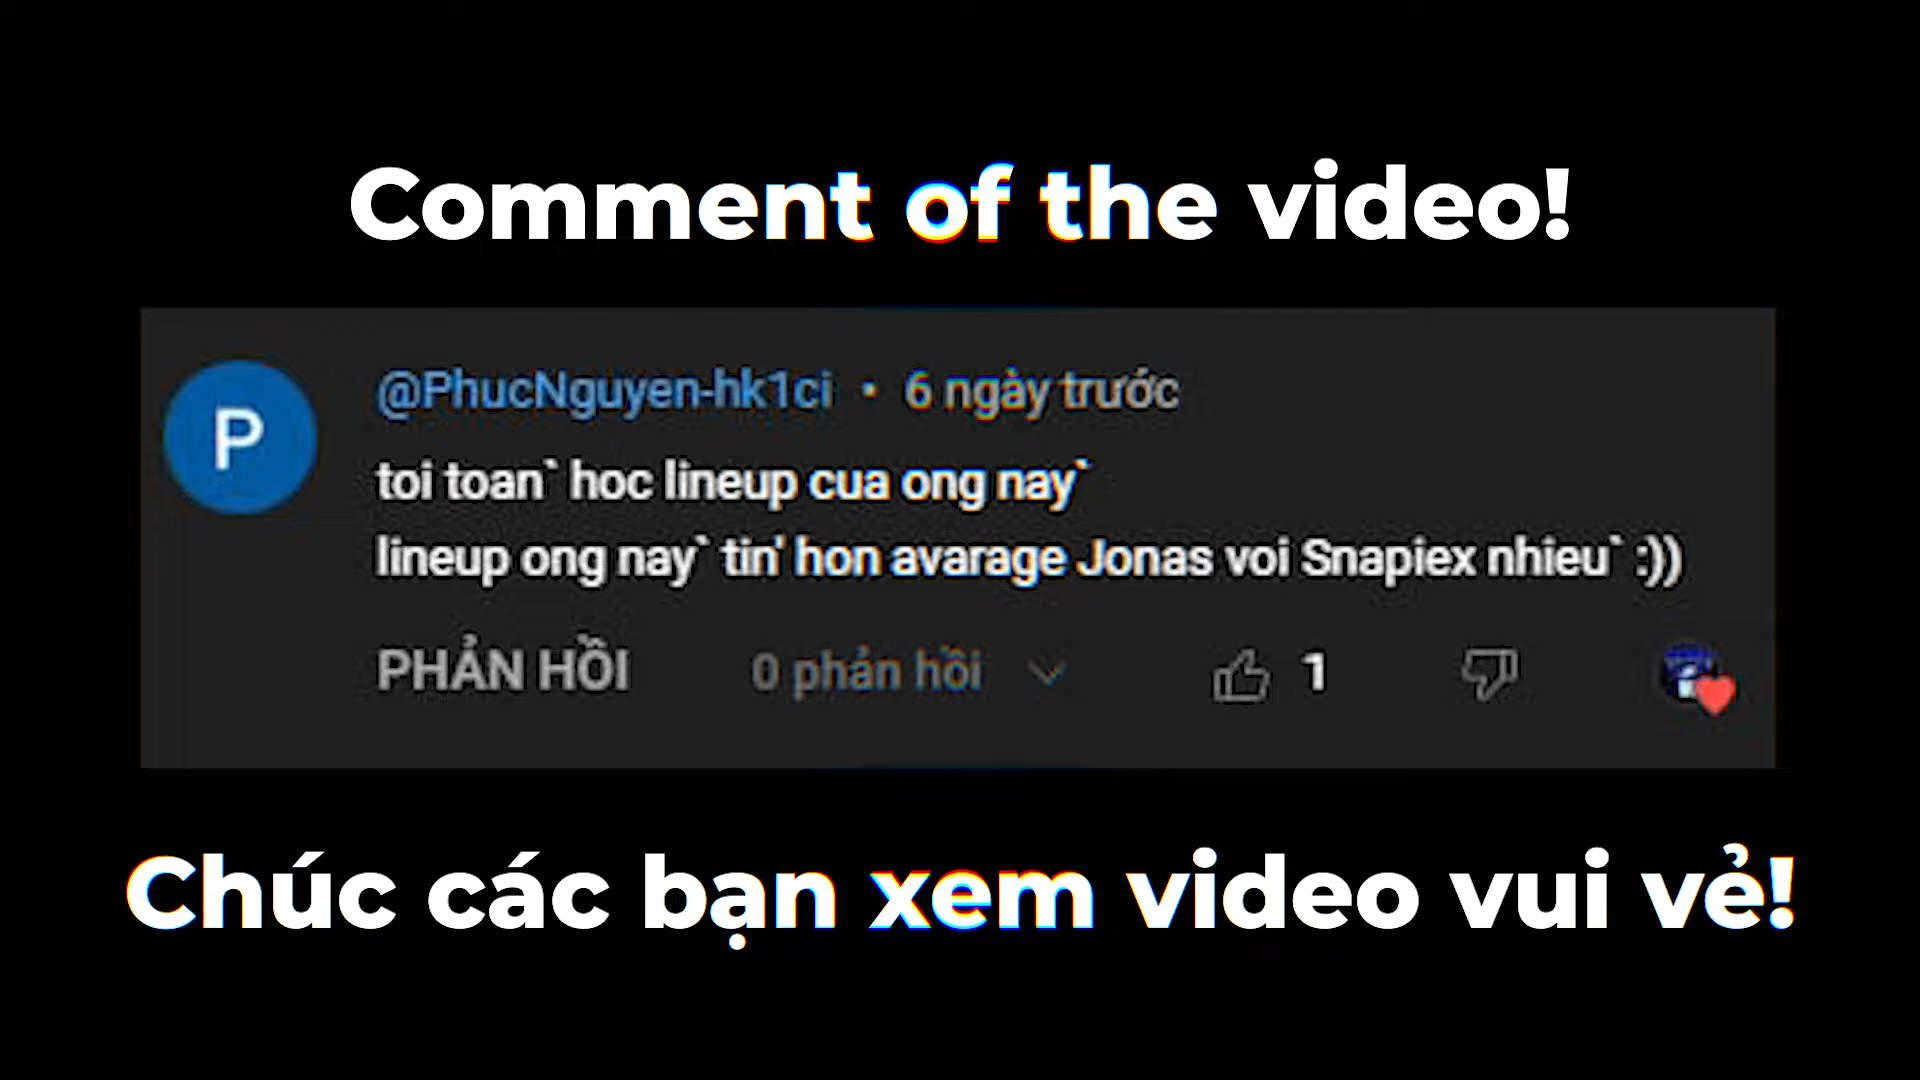 Comment of the video!
P
@PhucNguyen-hk1ci • 6 ngày trước
toi toan` hoc lineup cua ong nay`
lineup ong nay` tin' hon avarage Jonas voi Snapiex nhieu` :))
PHẢN HỒI 0 phản hồi 1
Chúc các bạn xem video vui vẻ!